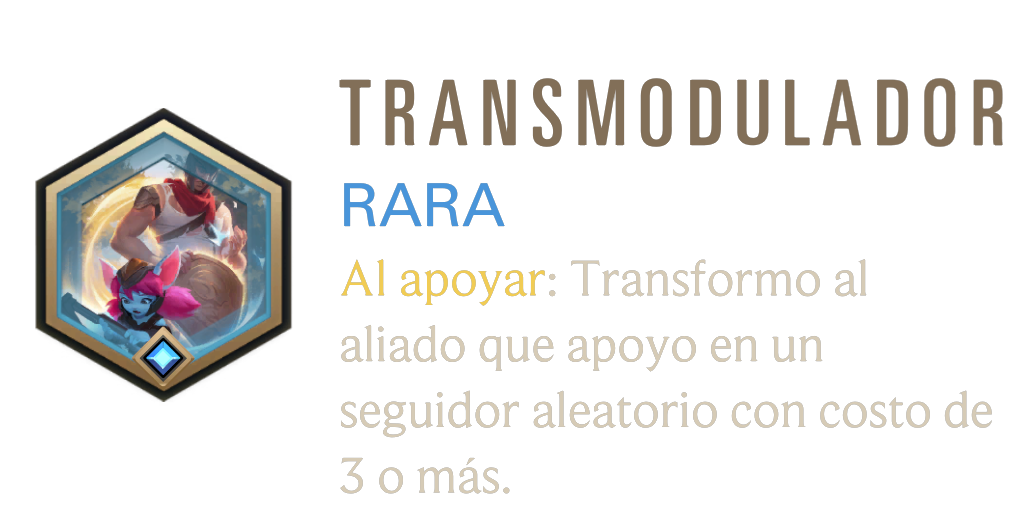 TRANSMODULADOR
RARA
Al apoyar: Transformo al
aliado que apoyo en un
seguidor aleatorio con costo de
3 o más.